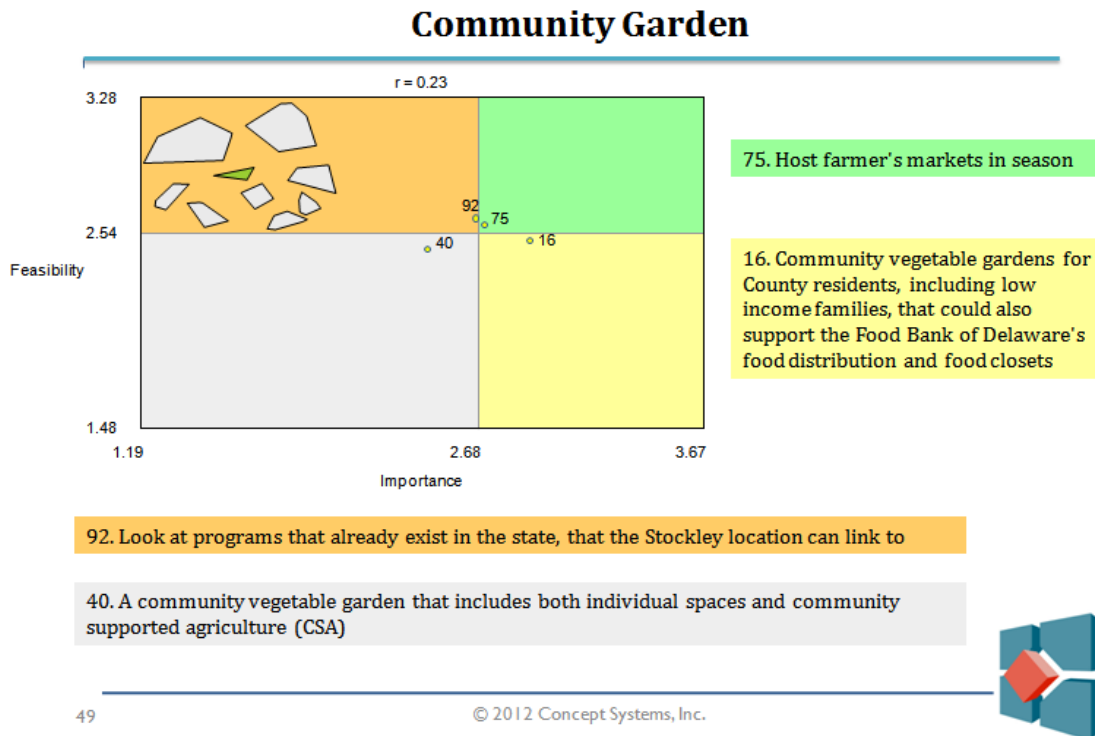 Community Garden
r = 0.23
3.28
75. Host farmer's markets in season
92
75
2.54
40
16
Feasibility
16. Community vegetable gardens for
County residents, including low
income families, that could also
support the Food Bank of Delaware's
food distribution and food closets
1.48
1.19
2.68
3.67
Importance
92. Look at programs that already exist in the state, that the Stockley location can link to
40. A community vegetable garden that includes both individual spaces and community
supported agriculture (CSA)
49
© 2012 Concept Systems, Inc.